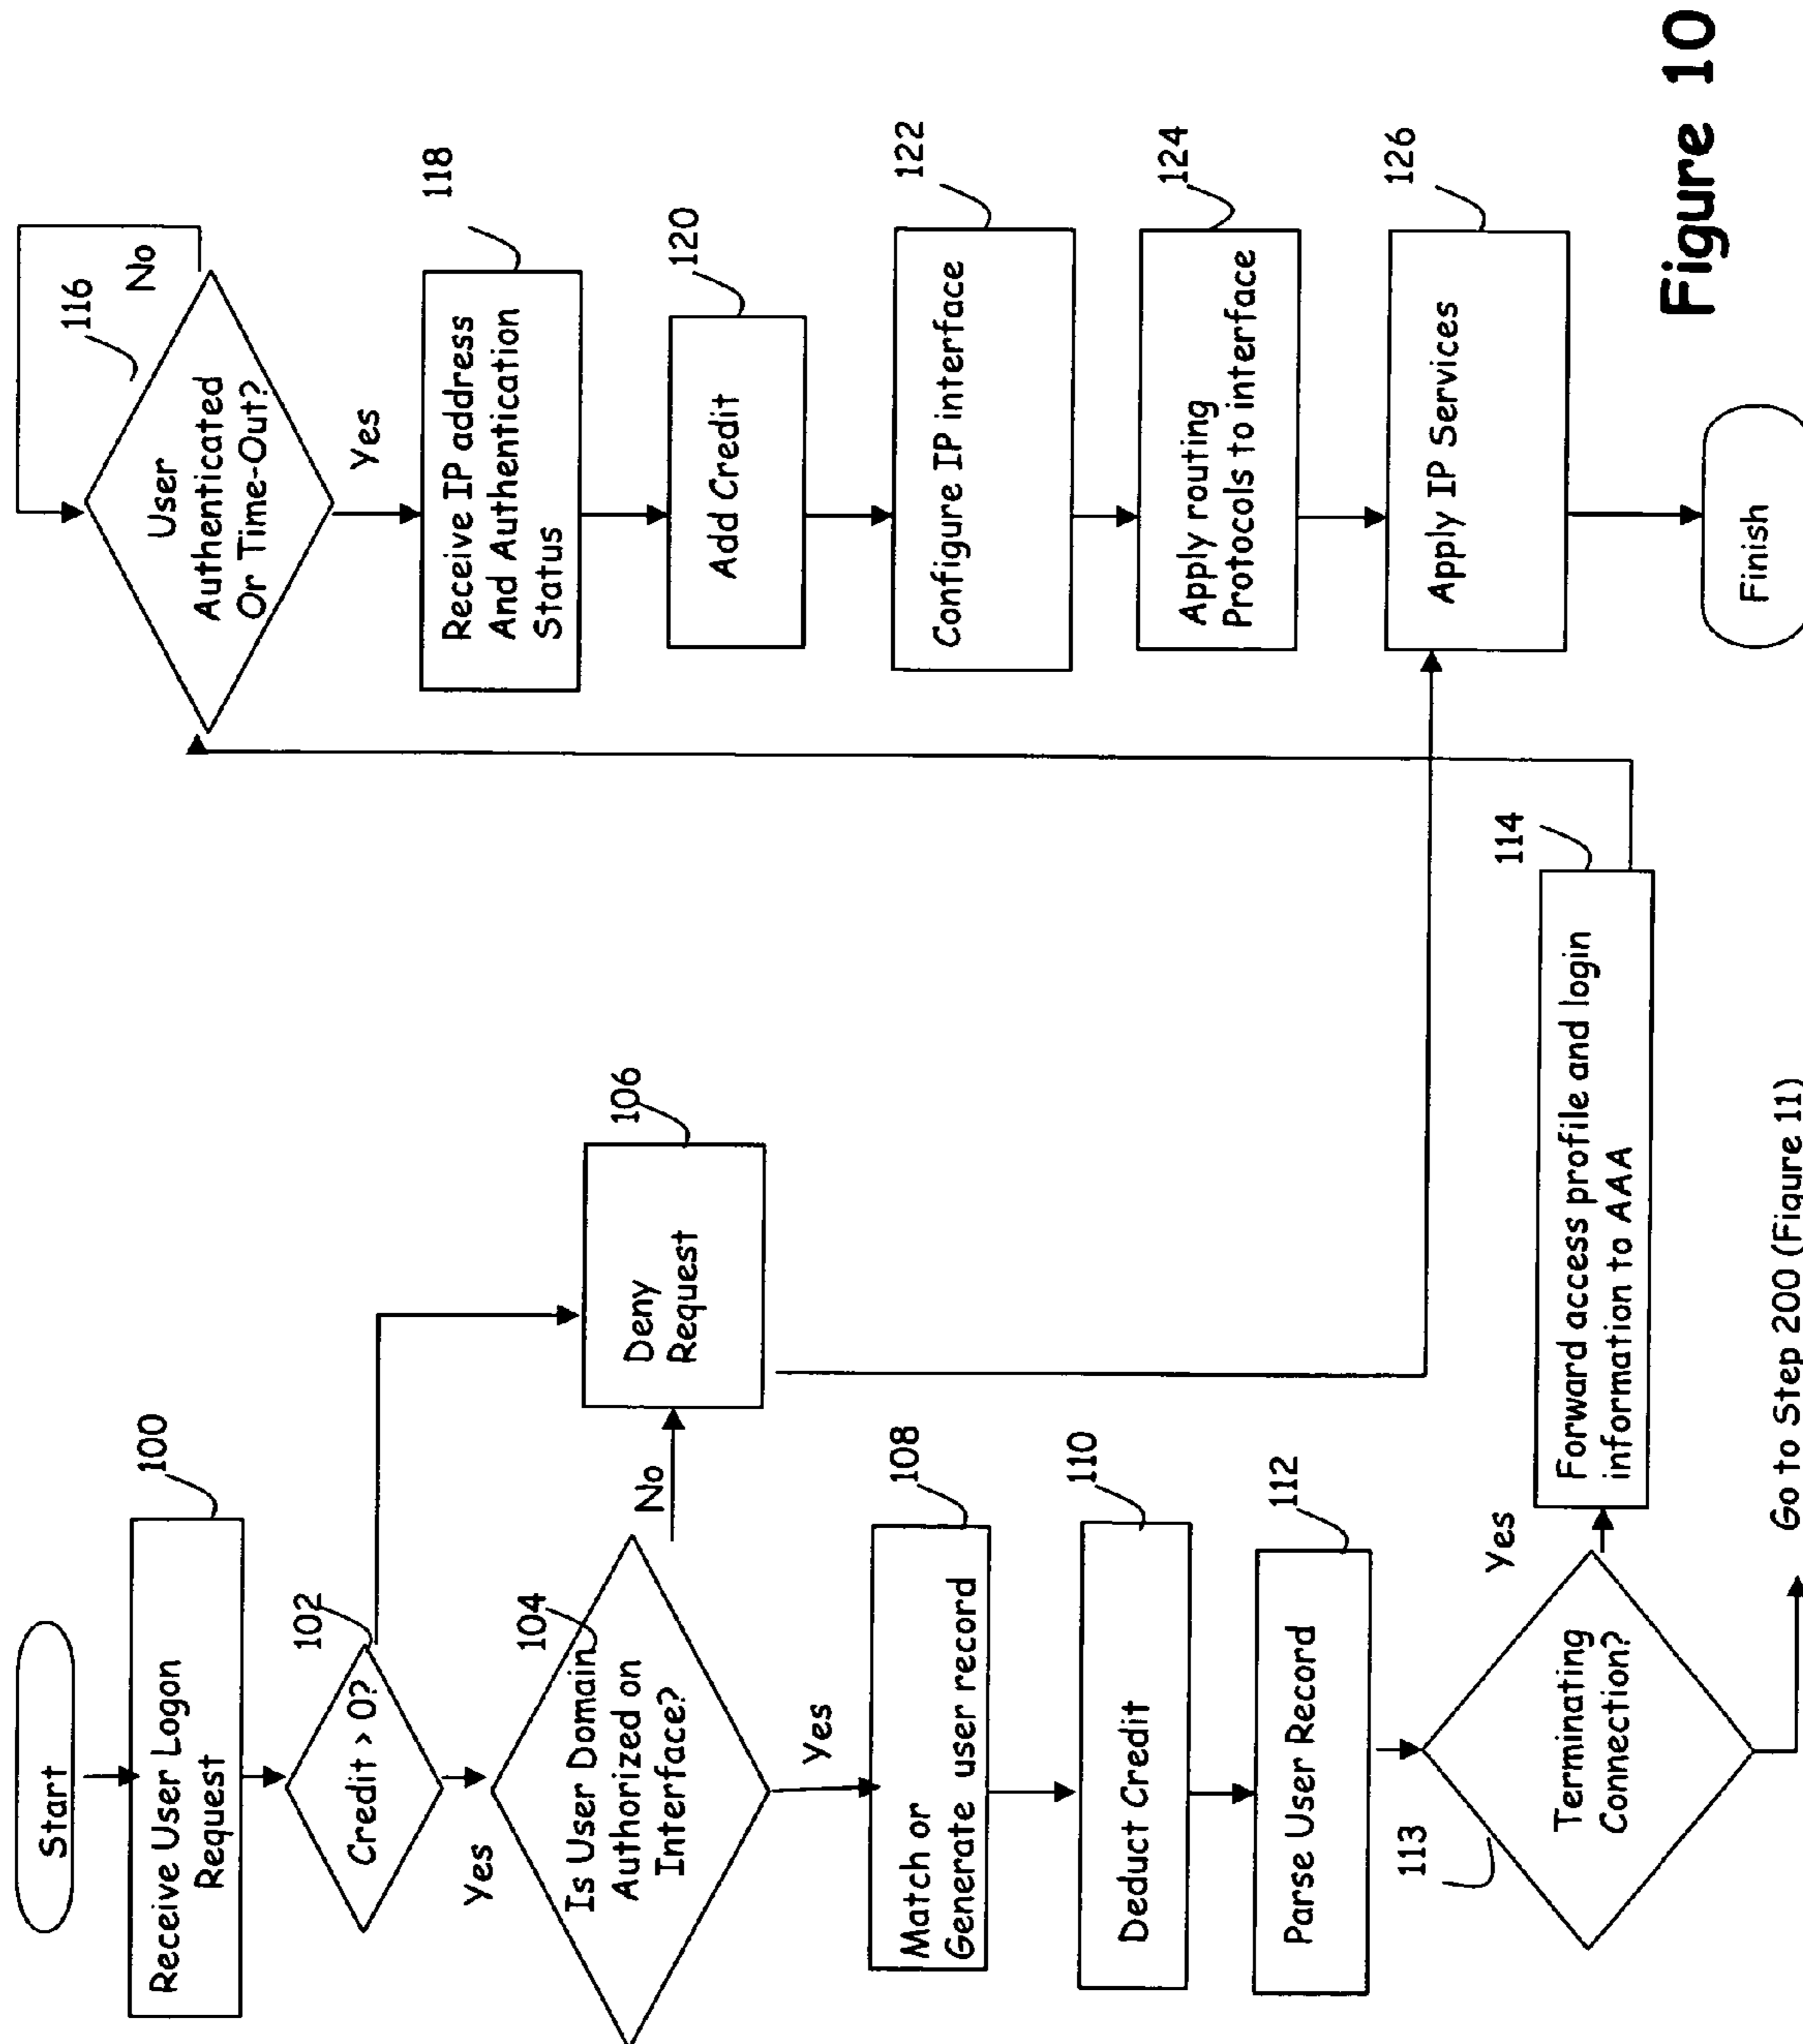 Start
100
Receive User Logon
Request
102
Credit > 0?
Yes
104
Is User Domain
Authorized on
Interface?
No
106
Deny
Request
Yes
108
Match or
Generate user record
110
Deduct Credit
112
Parse User Record
113
Terminating
Connection?
Yes
114
Forward access profile and login
information to AAA
Go to Step 200 (Figure 11)
116
User
Authenticated
Or Time-Out?
No
Yes
118
Receive IP address
And Authentication
Status
120
Add Credit
122
Configure IP interface
124
Apply routing
Protocols to interface
126
Apply IP Services
Finish
Figure 10